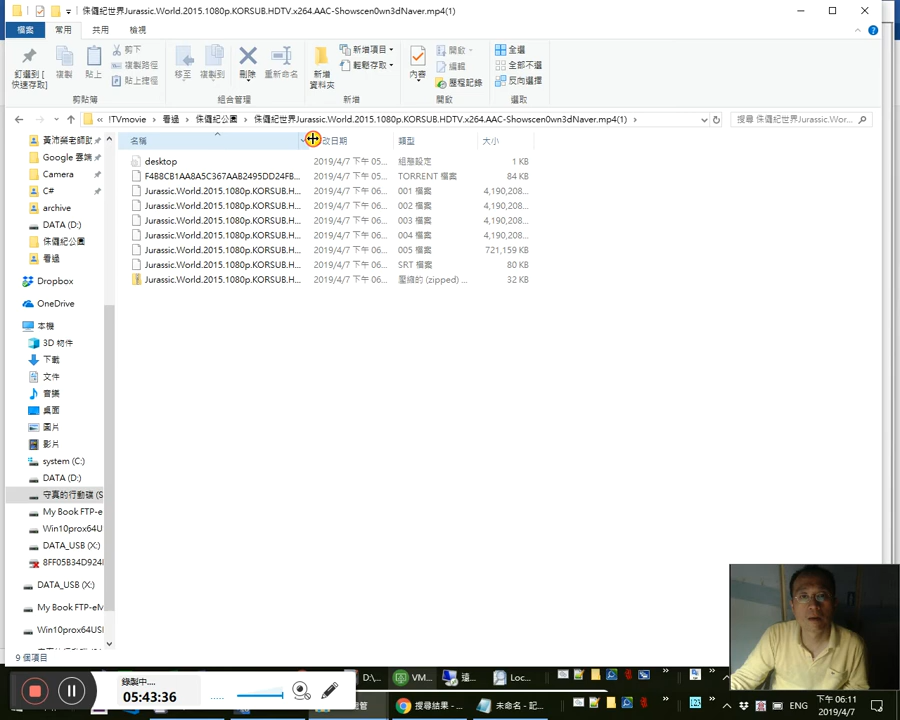 侏儸紀世界Jurassic.World.2015.1080p.KORSUB.HDTV.x264.AAC-Showscen0wn3dNaver.mp4(1)
檔案 常用 共用 檢視
釘選到 [快速存取]
複製
貼上
剪下
複製路徑
貼上捷徑
剪貼簿
移至
複製到
刪除
重新命名
組合管理
新增資料夾
新增項目
輕鬆存取
新增
內容
開啟
編輯
歷程記錄
開啟
全選
全部不選
反向選擇
選取
« !TVmovie › 看過 › 侏儸紀公園 › 侏儸紀世界Jurassic.World.2015.1080p.KORSUB.HDTV.x264.AAC-Showscen0wn3dNaver.mp4(1) ›
搜尋 侏儸紀世界Jurassic.Wor...
名稱 改日期 類型 大小
desktop 2019/4/7 下午 05... 組態設定 1 KB
F4B8CB1AA8A5C367AAB2495DD24FB... 2019/4/7 下午 06... TORRENT 檔案 84 KB
Jurassic.World.2015.1080p.KORSUB.H... 2019/4/7 下午 06... 001 檔案 4,190,208...
Jurassic.World.2015.1080p.KORSUB.H... 2019/4/7 下午 06... 002 檔案 4,190,208...
Jurassic.World.2015.1080p.KORSUB.H... 2019/4/7 下午 06... 003 檔案 4,190,208...
Jurassic.World.2015.1080p.KORSUB.H... 2019/4/7 下午 06... 004 檔案 4,190,208...
Jurassic.World.2015.1080p.KORSUB.H... 2019/4/7 下午 06... 005 檔案 721,159 KB
Jurassic.World.2015.1080p.KORSUB.H... 2019/4/7 下午 06... SRT 檔案 80 KB
Jurassic.World.2015.1080p.KORSUB.H... 2019/4/7 下午 06... 壓縮的 (zipped) ... 32 KB
Google 雲端
Camera
C#
archive
DATA (D:)
侏儸紀公園
看過
Dropbox
OneDrive
本機
3D 物件
下載
文件
音樂
桌面
圖片
影片
system (C:)
DATA (D:)
守真的行動碟 (S
My Book FTP-e
Win10prox64U
DATA_USB (X:)
8FF05B34D924
DATA_USB (X:)
My Book FTP-eM
Win10prox64USI
9 個項目
錄製中....
05:43:36
D:\...
VM...
遠...
Loc...
搜尋結果 - ...
未命名 - 記...
ENG
下午 06:11
2019/4/7